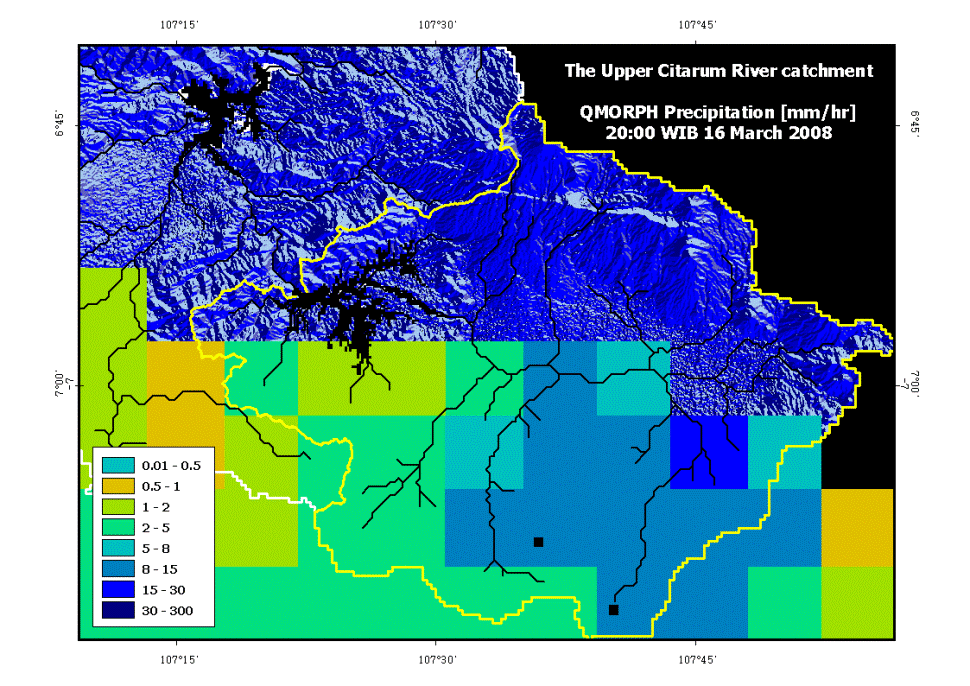 107°15' 107°30' 107°45'
The Upper Citarum River catchment
QMORPH Precipitation [mm/hr]
20:00 WIB 16 March 2008
6°45' 6°45'
7°00' -7 -7 7°00'
0.01 - 0.5
0.5 - 1
1 - 2
2 - 5
5 - 8
8 - 15
15 - 30
30 - 300
107°15' 107°30' 107°45'